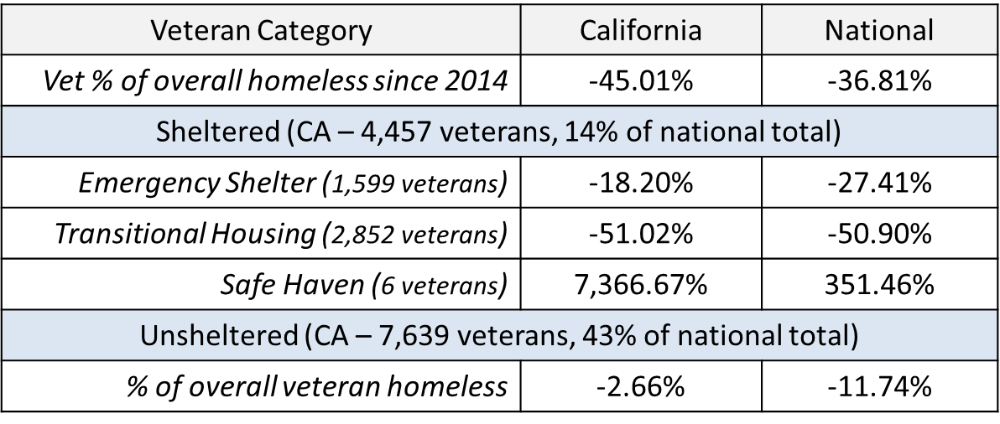 Veteran Category California National
Vet % of overall homeless since 2014 -45.01% -36.81%
Sheltered (CA – 4,457 veterans, 14% of national total)
Emergency Shelter (1,599 veterans) -18.20% -27.41%
Transitional Housing (2,852 veterans) -51.02% -50.90%
Safe Haven (6 veterans) 7,366.67% 351.46%
Unsheltered (CA – 7,639 veterans, 43% of national total)
% of overall veteran homeless -2.66% -11.74%